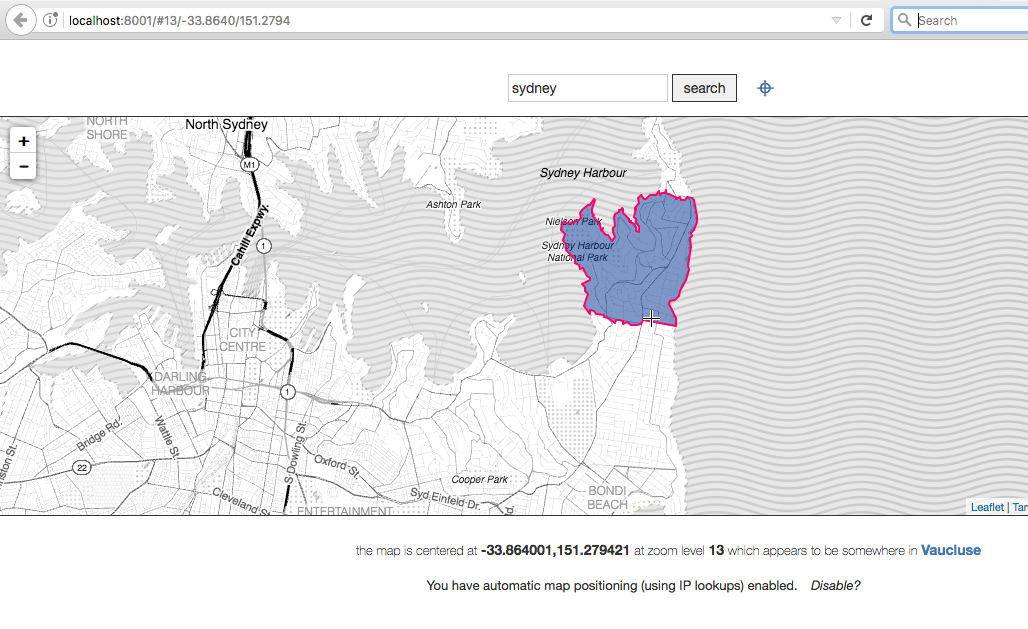 localhost:8001/#13/-33.8640/151.2794
Search
sydney
search
NORTH
SHORE
North Sydney
+
−
M1
Sydney Harbour
Ashton Park
Nielsen Park
Cahill Expwy.
1
Sydney Harbour
National Park
CITY
CENTRE
DARLING
HARBOUR
1
Bridge Rd.
Wattle St.
S Dowling St.
Oxford St.
22
Cooper Park
Syd Einfeld Dr.
BONDI
BEACH
Cleveland St.
ENTERTAINMENT
Leaflet | Tan
the map is centered at -33.864001,151.279421 at zoom level 13 which appears to be somewhere in Vaucluse
You have automatic map positioning (using IP lookups) enabled. Disable?